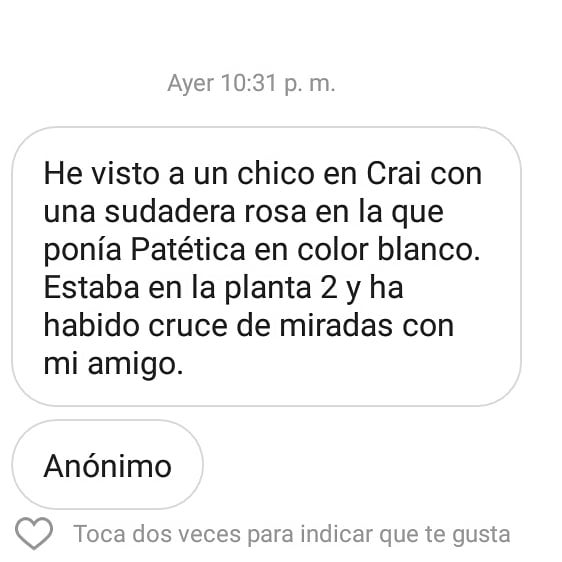 Ayer 10:31 p. m.
He visto a un chico en Crai con
una sudadera rosa en la que
ponía Patética en color blanco.
Estaba en la planta 2 y ha
habido cruce de miradas con
mi amigo.
Anónimo
Toca dos veces para indicar que te gusta